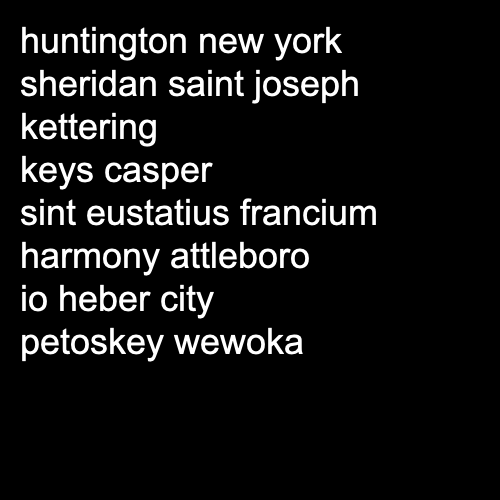 huntington new york
sheridan saint joseph
kettering
keys casper
sint eustatius francium
harmony attleboro
io heber city
petoskey wewoka